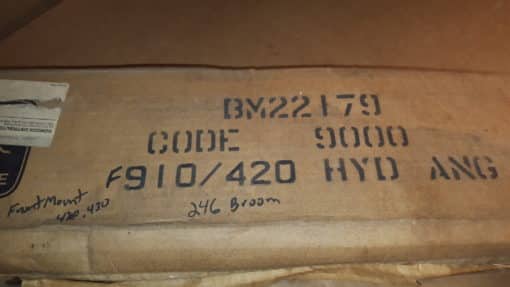 BM22179
CODE 9000
F910/420 HYD ANG
Front Mount
420.430
246 Broom
E